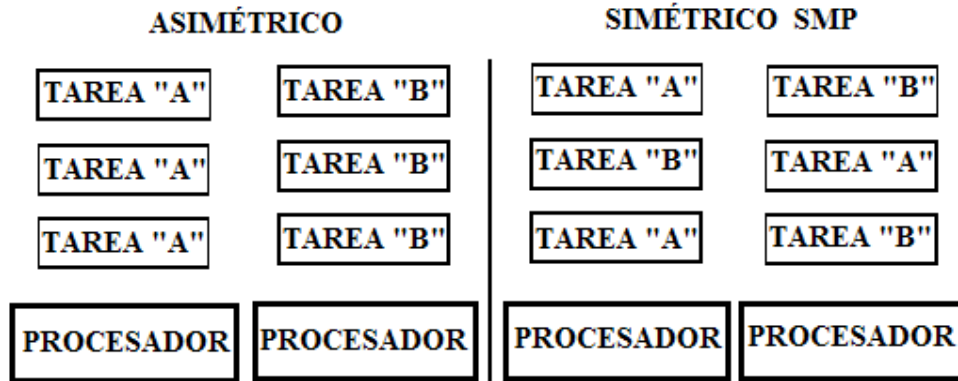 ASIMÉTRICO
TAREA "A" TAREA "B"
TAREA "A" TAREA "B"
TAREA "A" TAREA "B"
PROCESADOR PROCESADOR
SIMÉTRICO SMP
TAREA "A" TAREA "B"
TAREA "B" TAREA "A"
TAREA "A" TAREA "B"
PROCESADOR PROCESADOR